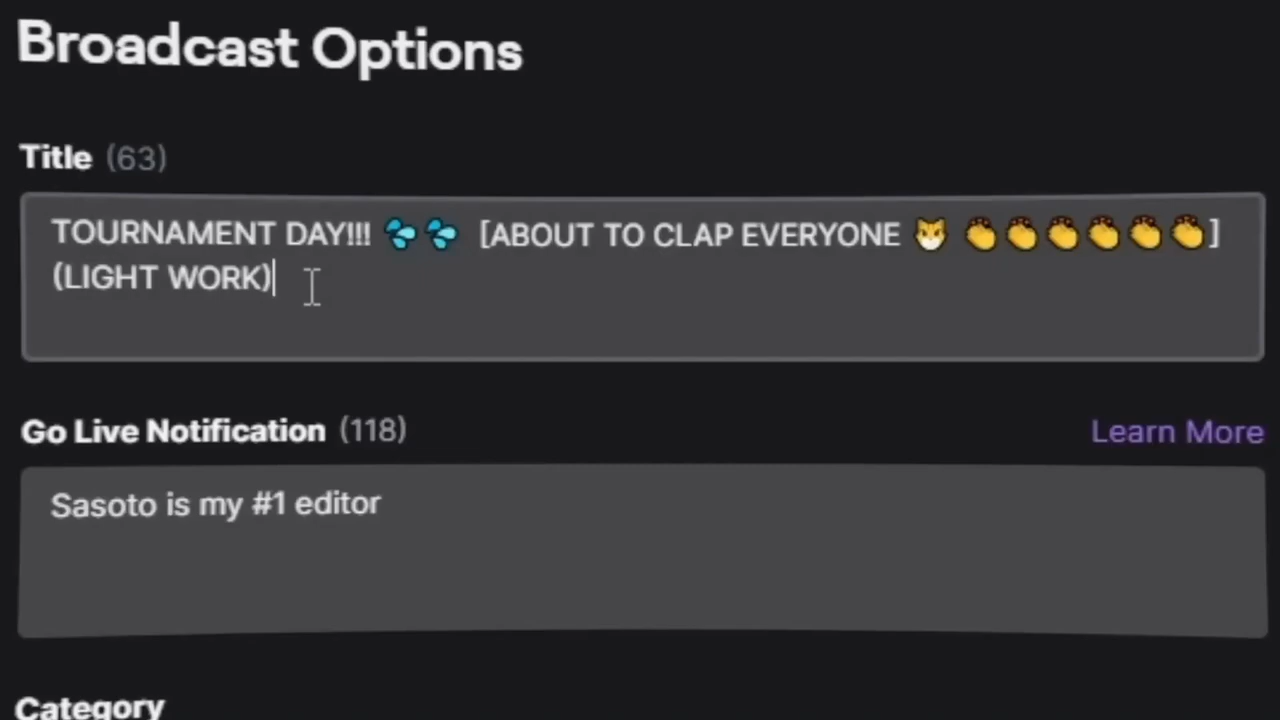 Broadcast Options
Title (63)
TOURNAMENT DAY!!! 💦💦 [ABOUT TO CLAP EVERYONE 🐱 👏👏👏👏👏👏]
(LIGHT WORK)
Go Live Notification (118)
Learn More
Sasoto is my #1 editor
Category